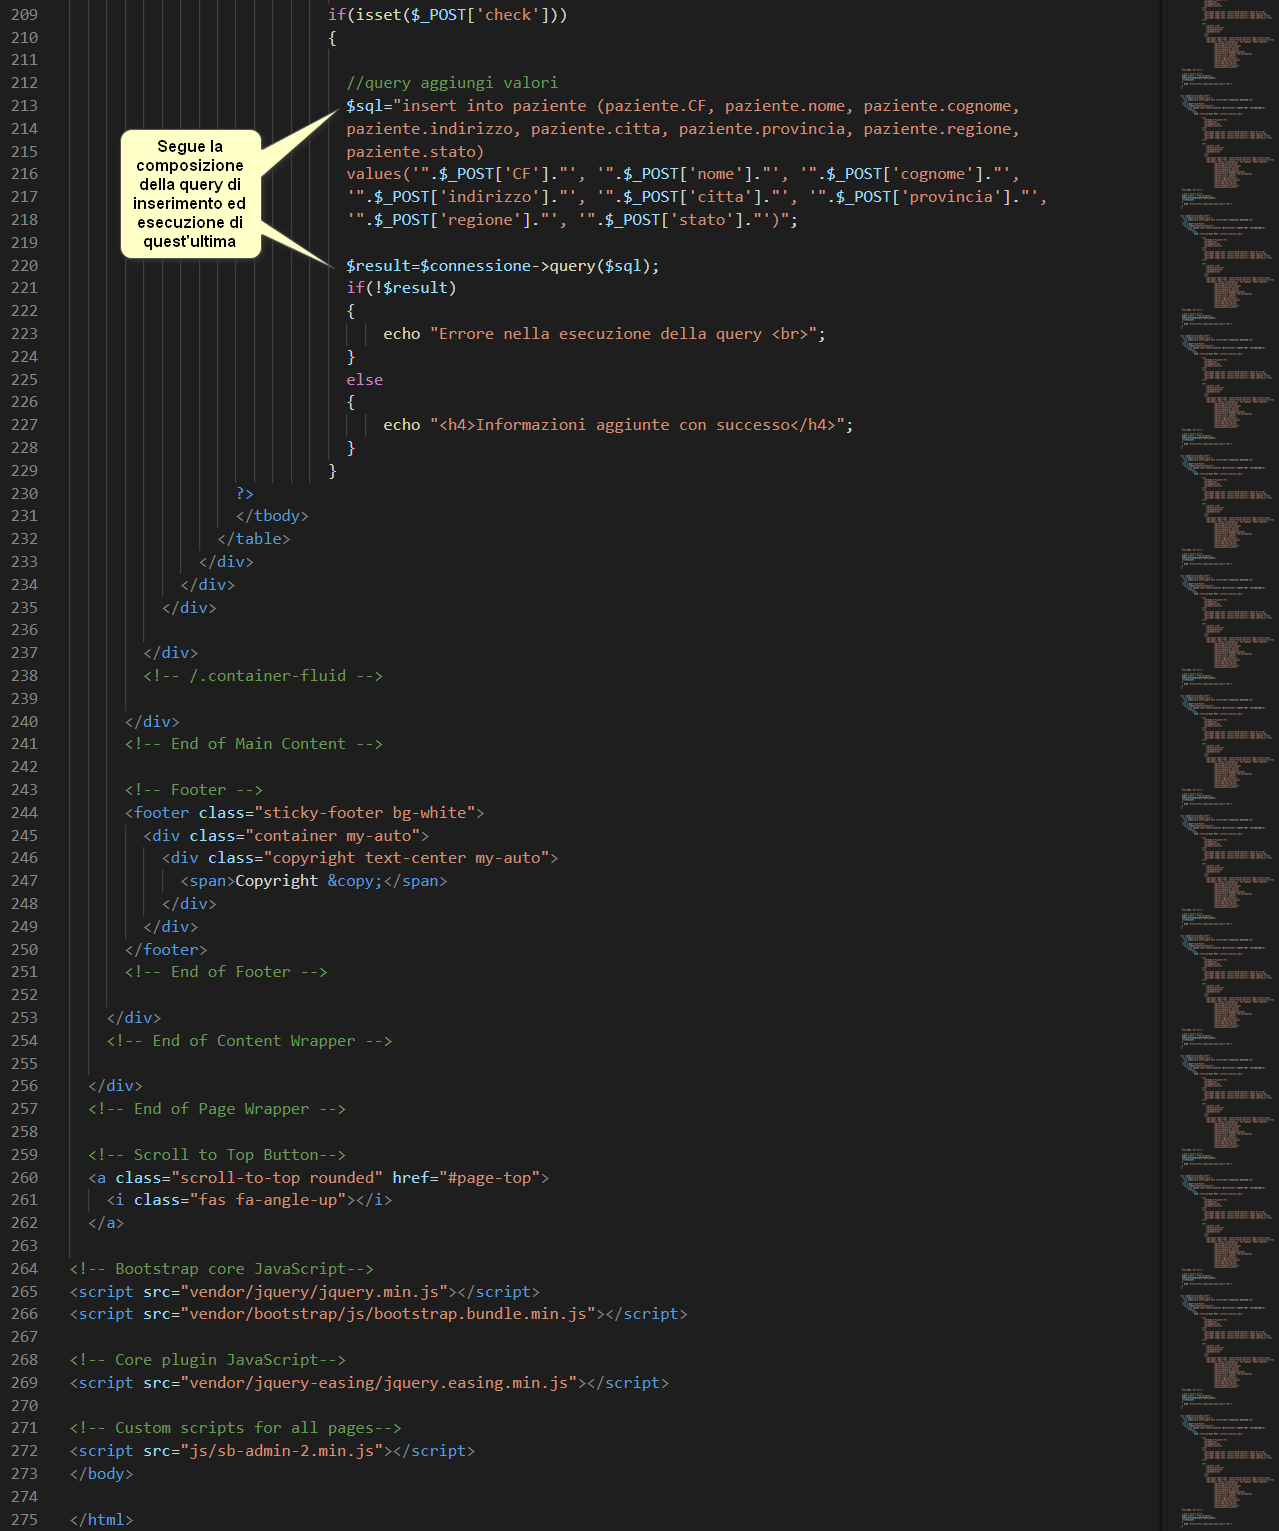 209 if(isset($_POST['check']))
210 {
211
212 //query aggiungi valori
213 $sql="insert into paziente (paziente.CF, paziente.nome, paziente.cognome,
214 paziente.indirizzo, paziente.citta, paziente.provincia, paziente.regione,
215 paziente.stato)
216 values('".$_POST['CF']."', '".$_POST['nome']."', '".$_POST['cognome']."',
217 '".$_POST['indirizzo']."', '".$_POST['citta']."', '".$_POST['provincia']."',
218 '".$_POST['regione']."', '".$_POST['stato']."')";
219
220 $result=$connessione->query($sql);
221 if(!$result)
222 {
223 echo "Errore nella esecuzione della query <br>";
224 }
225 else
226 {
227 echo "<h4>Informazioni aggiunte con successo</h4>";
228 }
229 }
230 ?>
231 </tbody>
232 </table>
233 </div>
234 </div>
235 </div>
236
237 </div>
238 <!-- /.container-fluid -->
239
240 </div>
241 <!-- End of Main Content -->
242
243 <!-- Footer -->
244 <footer class="sticky-footer bg-white">
245 <div class="container my-auto">
246 <div class="copyright text-center my-auto">
247 <span>Copyright &copy;</span>
248 </div>
249 </div>
250 </footer>
251 <!-- End of Footer -->
252
253 </div>
254 <!-- End of Content Wrapper -->
255
256 </div>
257 <!-- End of Page Wrapper -->
258
259 <!-- Scroll to Top Button-->
260 <a class="scroll-to-top rounded" href="#page-top">
261 <i class="fas fa-angle-up"></i>
262 </a>
263
264 <!-- Bootstrap core JavaScript-->
265 <script src="vendor/jquery/jquery.min.js"></script>
266 <script src="vendor/bootstrap/js/bootstrap.bundle.min.js"></script>
267
268 <!-- Core plugin JavaScript-->
269 <script src="vendor/jquery-easing/jquery.easing.min.js"></script>
270
271 <!-- Custom scripts for all pages-->
272 <script src="js/sb-admin-2.min.js"></script>
273 </body>
274
275 </html>
Segue la
composizione
della query di
inserimento ed
esecuzione di
quest'ultima